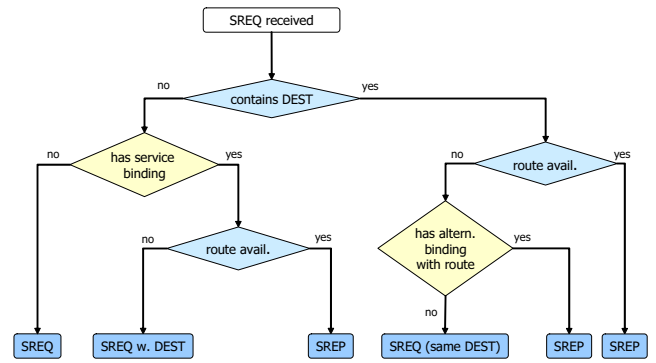 SREQ received
no
yes
contains DEST
no
has service
binding
yes
no
route avail.
yes
no
route avail.
yes
has altern.
binding
with route
yes
no
SREQ
SREQ w. DEST
SREP
SREQ (same DEST)
SREP
SREP